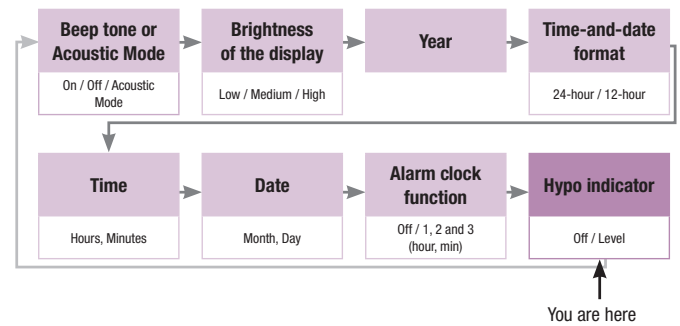 Beep tone or
Acoustic Mode
On / Off / Acoustic
Mode
Brightness
of the display
Low / Medium / High
Year
Time-and-date
format
24-hour / 12-hour
Time
Hours, Minutes
Date
Month, Day
Alarm clock
function
Off / 1, 2 and 3
(hour, min)
Hypo indicator
Off / Level
You are here